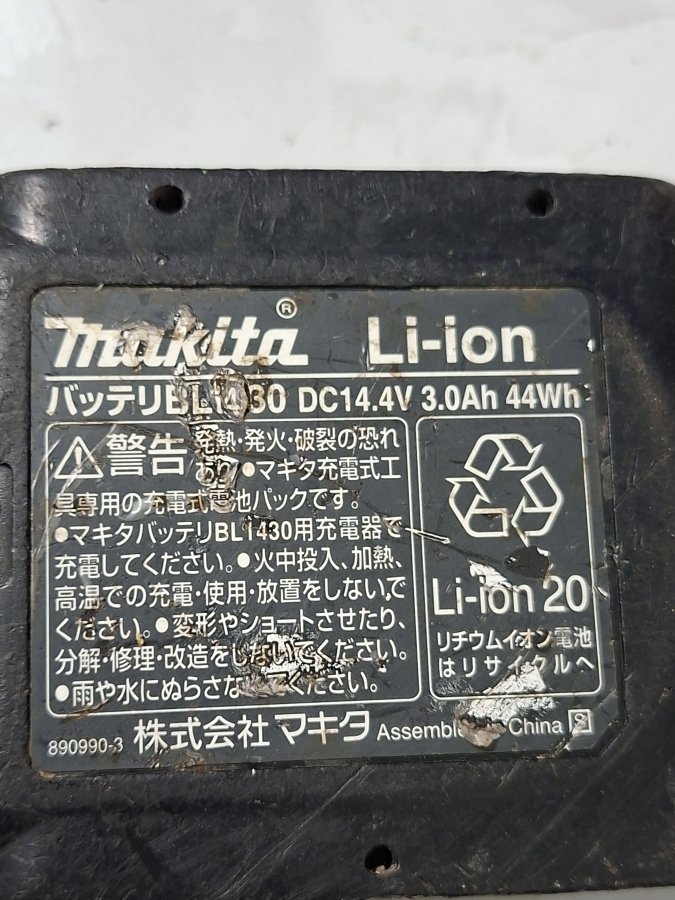 makita® Li-ion
バッテリBL1430 DC14.4V 3.0Ah 44Wh
警告 発熱・発火・破裂の恐れ
あり ●マキタ充電式工
具専用の充電式電池パックです。
●マキタバッテリBL1430用充電器で
充電してください。●火中投入、加熱、
高温での充電・使用・放置をしないで
ください。●変形やショートさせたり、
分解・修理・改造をしないでください。
●雨や水にぬらさないでください。
Li-ion 20
リチウムイオン電池
はリサイクルへ
890990-3 株式会社マキタ Assembled China S